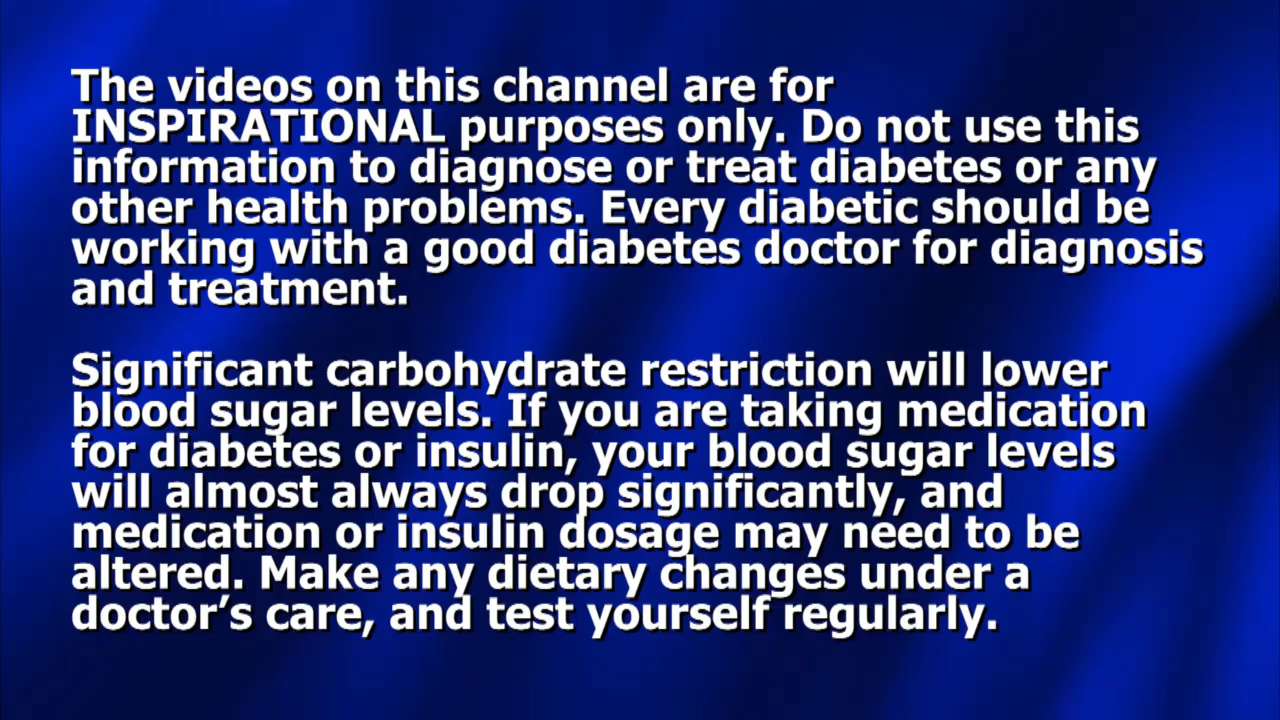 The videos on this channel are for
INSPIRATIONAL purposes only. Do not use this
information to diagnose or treat diabetes or any
other health problems. Every diabetic should be
working with a good diabetes doctor for diagnosis
and treatment.
Significant carbohydrate restriction will lower
blood sugar levels. If you are taking medication
for diabetes or insulin, your blood sugar levels
will almost always drop significantly, and
medication or insulin dosage may need to be
altered. Make any dietary changes under a
doctor’s care, and test yourself regularly.